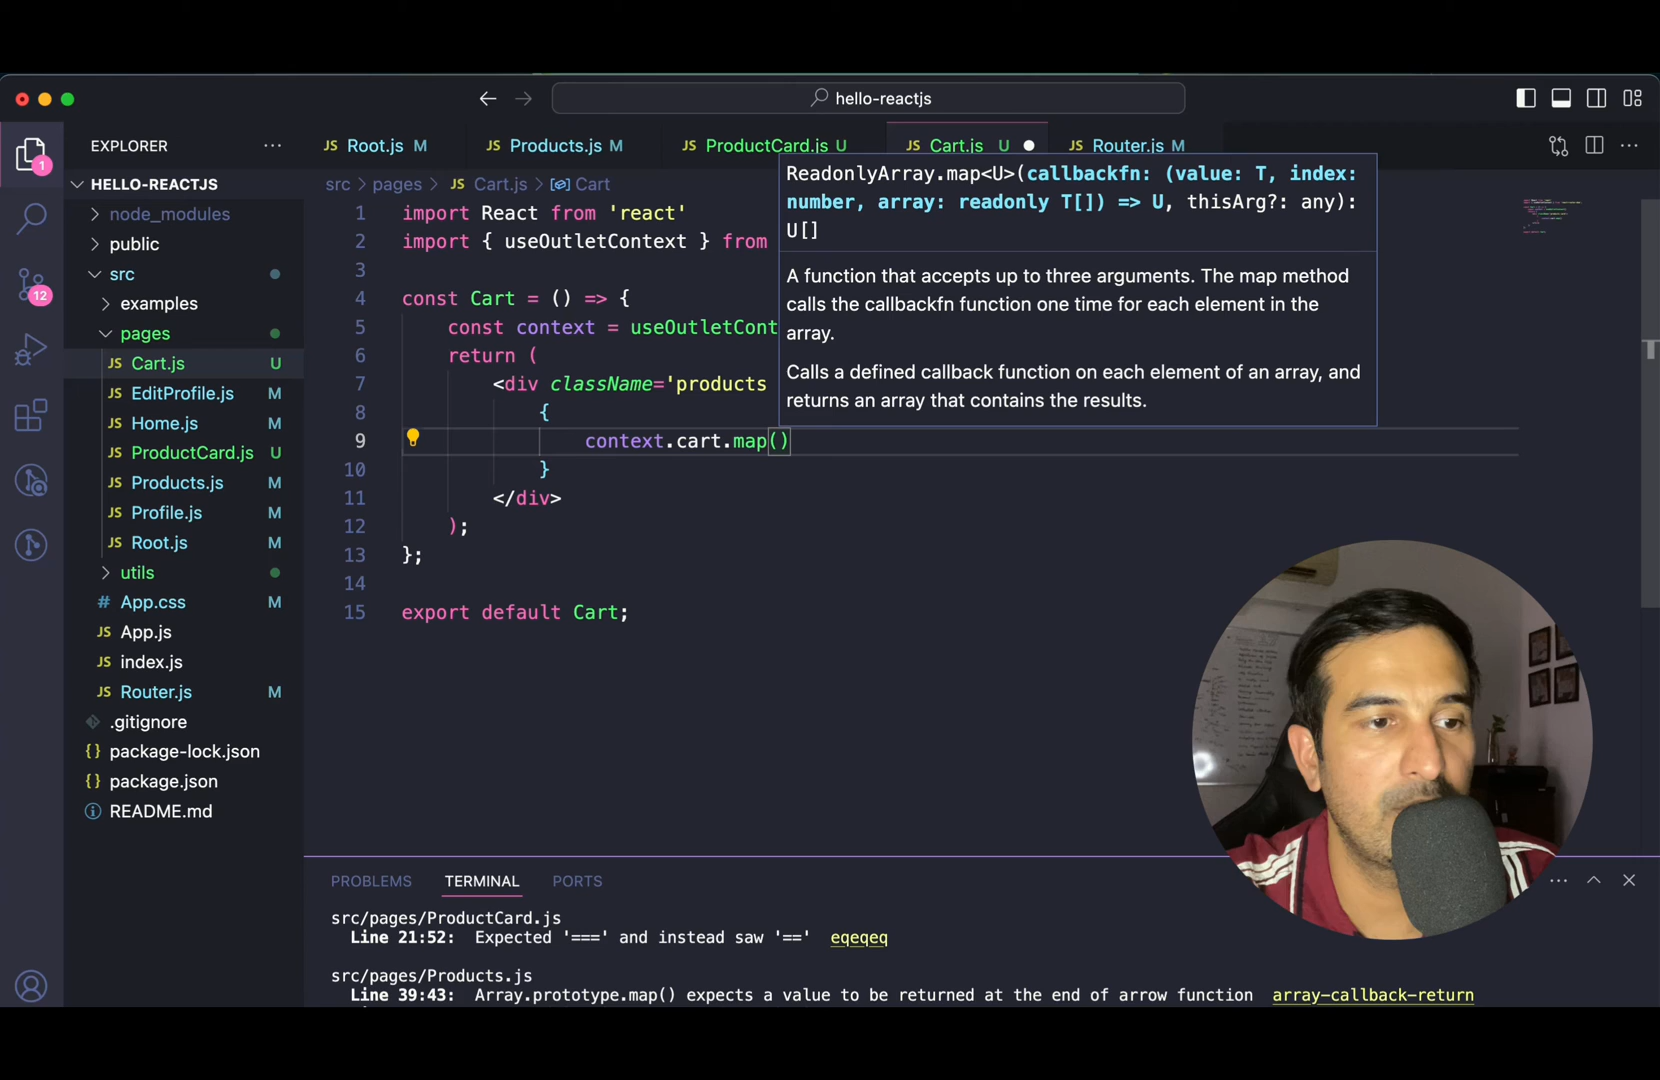 hello-reactjs
1
12
EXPLORER
HELLO-REACTJS
node_modules
public
src
examples
pages
JS Cart.js U
JS EditProfile.js M
JS Home.js M
JS ProductCard.js U
JS Products.js M
JS Profile.js M
JS Root.js M
utils
# App.css M
JS App.js
JS index.js
JS Router.js M
.gitignore
{} package-lock.json
{} package.json
README.md
JS Root.js M
JS Products.js M
JS ProductCard.js U
JS Cart.js U
JS Router.js M
src > pages > JS Cart.js > Cart
1 import React from 'react'
2 import { useOutletContext } from
3
4 const Cart = () => {
5 const context = useOutletCont
6 return (
7 <div className='products
8 {
9 context.cart.map()
10 }
11 </div>
12 );
13 };
14
15 export default Cart;
ReadonlyArray.map<U>(callbackfn: (value: T, index:
number, array: readonly T[]) => U, thisArg?: any):
U[]
A function that accepts up to three arguments. The map method
calls the callbackfn function one time for each element in the
array.
Calls a defined callback function on each element of an array, and
returns an array that contains the results.
PROBLEMS
TERMINAL
PORTS
src/pages/ProductCard.js
Line 21:52: Expected '===' and instead saw '==' eqeqeq
src/pages/Products.js
Line 39:43: Array.prototype.map() expects a value to be returned at the end of arrow function array-callback-return